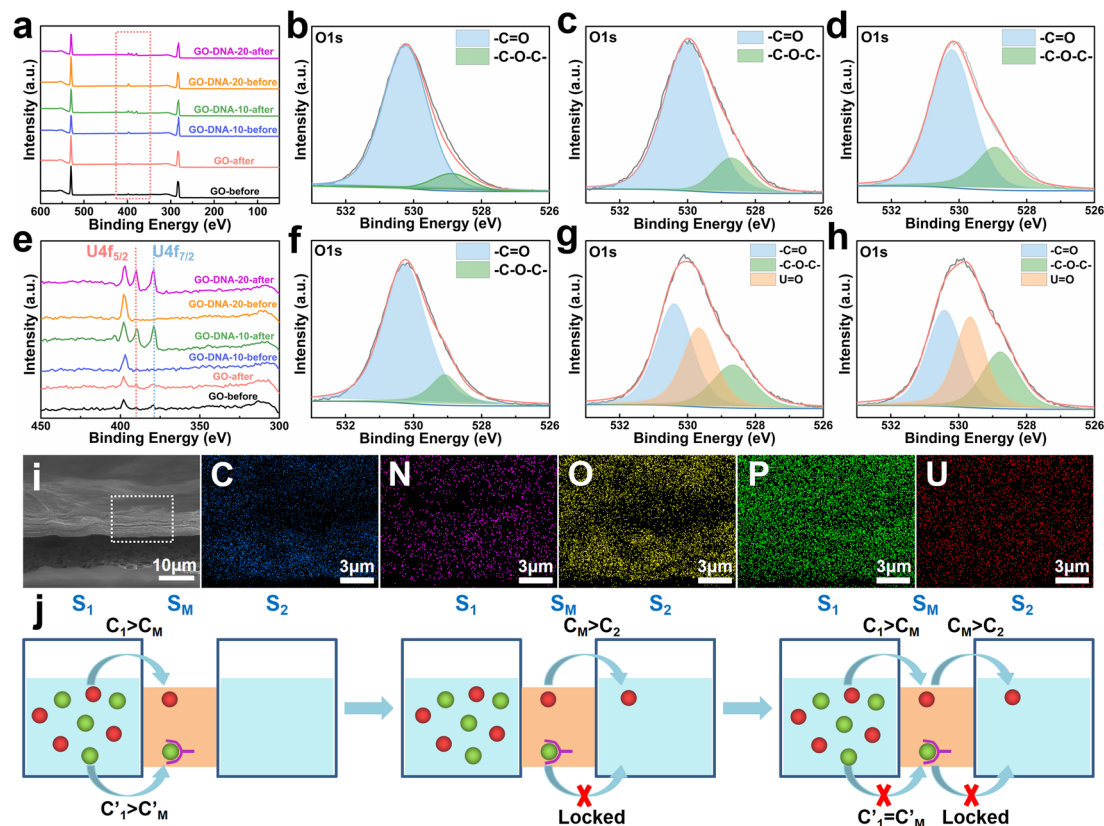 a
GO-DNA-20-after
GO-DNA-20-before
GO-DNA-10-after
GO-DNA-10-before
GO-after
GO-before
Intensity (a.u.)
600 500 400 300 200 100
Binding Energy (eV)
b
O1s
-C=O
-C-O-C-
Intensity (a.u.)
532 530 528 526
Binding Energy (eV)
c
O1s
-C=O
-C-O-C-
Intensity (a.u.)
532 530 528 526
Binding Energy (eV)
d
O1s
-C=O
-C-O-C-
Intensity (a.u.)
532 530 528 526
Binding Energy (eV)
e
U4f5/2 U4f7/2
GO-DNA-20-after
GO-DNA-20-before
GO-DNA-10-after
GO-DNA-10-before
GO-after
GO-before
Intensity (a.u.)
450 400 350 300
Binding Energy (eV)
f
O1s
-C=O
-C-O-C-
Intensity (a.u.)
532 530 528 526
Binding Energy (eV)
g
O1s
-C=O
-C-O-C-
U=O
Intensity (a.u.)
532 530 528 526
Binding Energy (eV)
h
O1s
-C=O
-C-O-C-
U=O
Intensity (a.u.)
532 530 528 526
Binding Energy (eV)
i
10μm
C
3μm
N
3μm
O
3μm
P
3μm
U
3μm
j
S1 SM S2
C1>CM
C'1>C'M
S1 SM S2
CM>C2
Locked
S1 SM S2
C1>CM CM>C2
C'1=C'M Locked